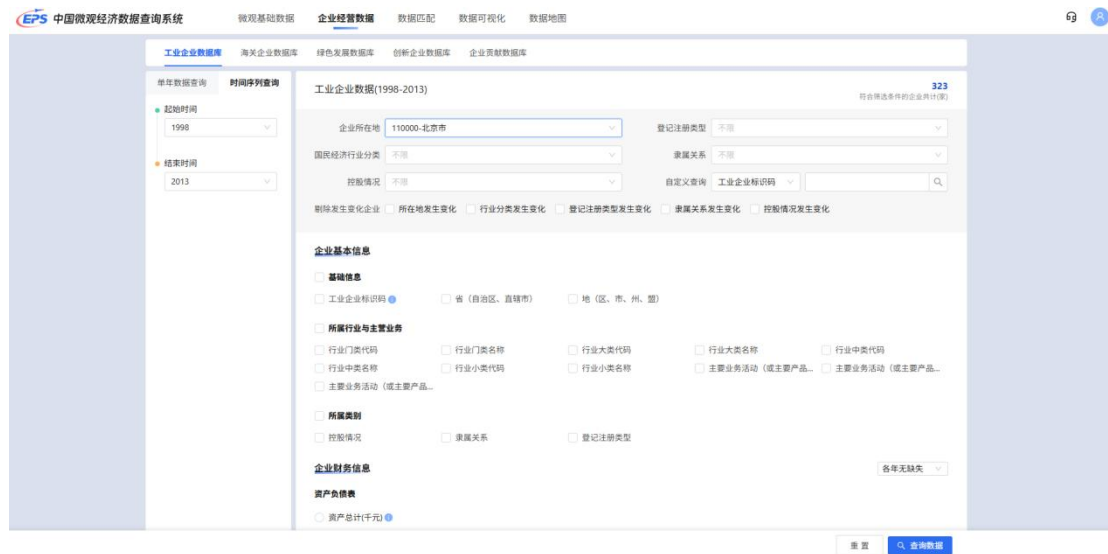 EPS 中国微观经济数据查询系统 微观基础数据 企业经营数据 数据匹配 数据可视化 数据地图
工业企业数据库 海关企业数据库 绿色发展数据库 创新企业数据库 企业贡献数据库
单年数据查询 时间序列查询
起始时间
1998
结束时间
2013
工业企业数据(1998-2013)
323
符合筛选条件的企业共计(家)
企业所在地 110000-北京市 登记注册类型 不限
国民经济行业分类 不限 隶属关系 不限
控股情况 不限 自定义查询 工业企业标识码
剔除发生变化企业 所在地发生变化 行业分类发生变化 登记注册类型发生变化 隶属关系发生变化 控股情况发生变化
企业基本信息
基础信息
工业企业标识码 省（自治区、直辖市） 地（区、市、州、盟）
所属行业与主营业务
行业门类代码 行业门类名称 行业大类代码 行业大类名称 行业中类代码
行业中类名称 行业小类代码 行业小类名称 主要业务活动（或主要产品... 主要业务活动（或主要产品...
主要业务活动（或主要产品...
所属类别
控股情况 隶属关系 登记注册类型
企业财务信息 各年无缺失
资产负债表
资产总计(千元)
重置 查询数据